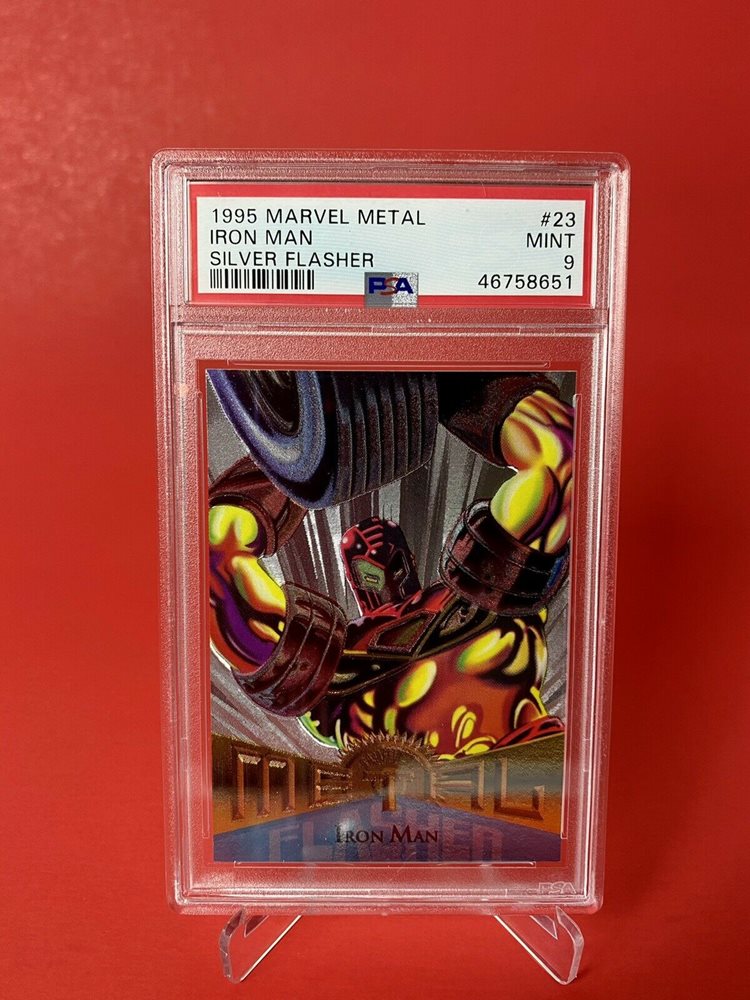 1995 MARVEL METAL #23
IRON MAN MINT
SILVER FLASHER 9
PSA 46758651
METAL
FLASHER
IRON MAN
PSA